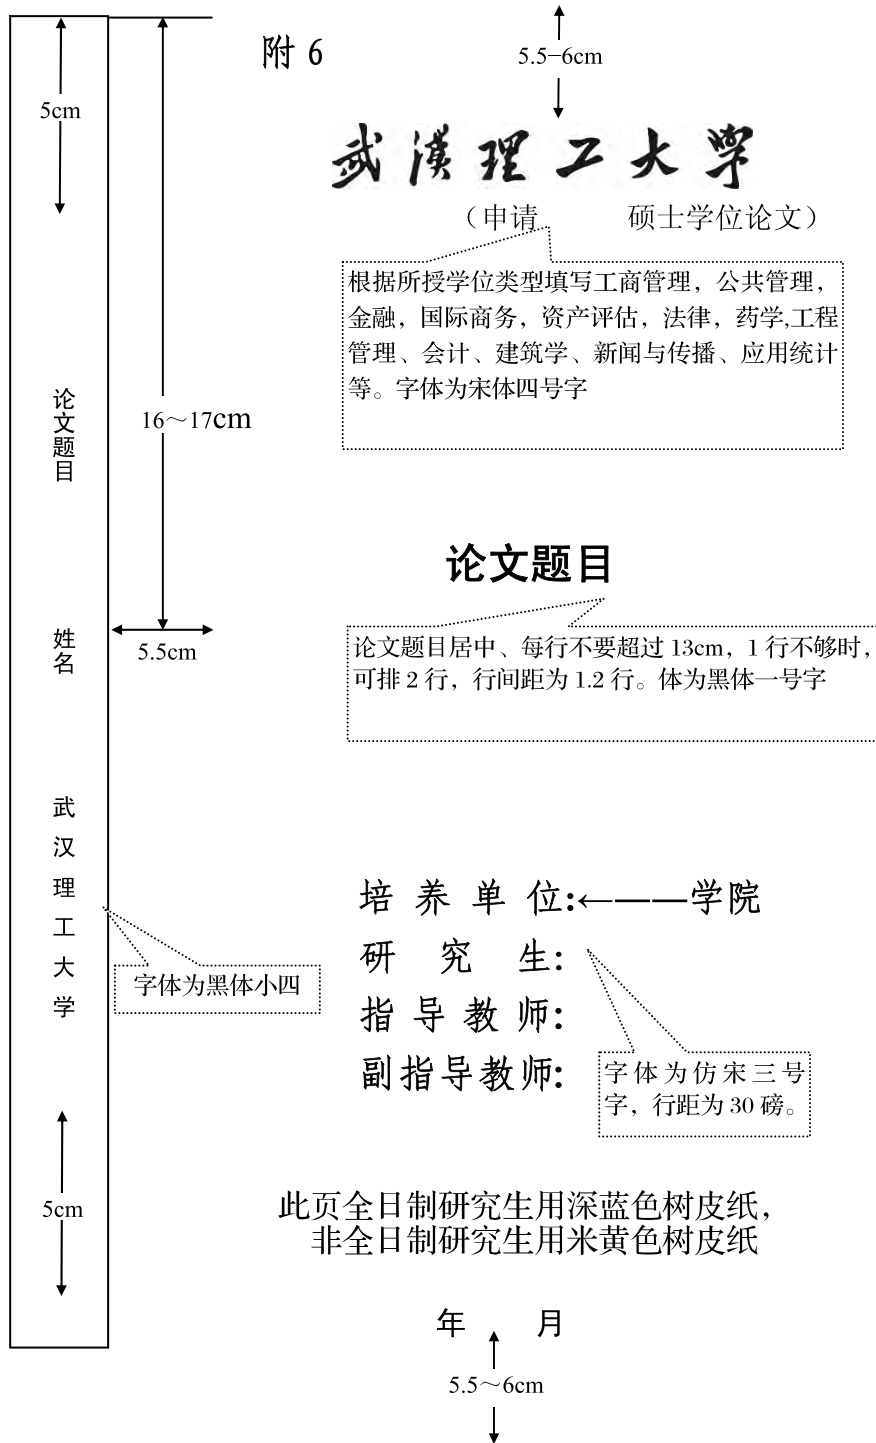 附 6
5.5-6cm
5cm
武漢理工大學
（申请　　　硕士学位论文）
根据所授学位类型填写工商管理，公共管理，
金融，国际商务，资产评估，法律，药学,工程
管理、会计、建筑学、新闻与传播、应用统计
等。字体为宋体四号字
论文题目
16～17cm
论文题目
姓名
5.5cm
论文题目居中、每行不要超过 13cm，1 行不够时，
可排 2 行，行间距为 1.2 行。体为黑体一号字
武汉理工大学
字体为黑体小四
培 养 单 位:←——学院
研 究 生:
指 导 教 师:
副指导教师:
字体为仿宋三号
字，行距为 30 磅。
5cm
此页全日制研究生用深蓝色树皮纸，
非全日制研究生用米黄色树皮纸
年　　月
5.5～6cm